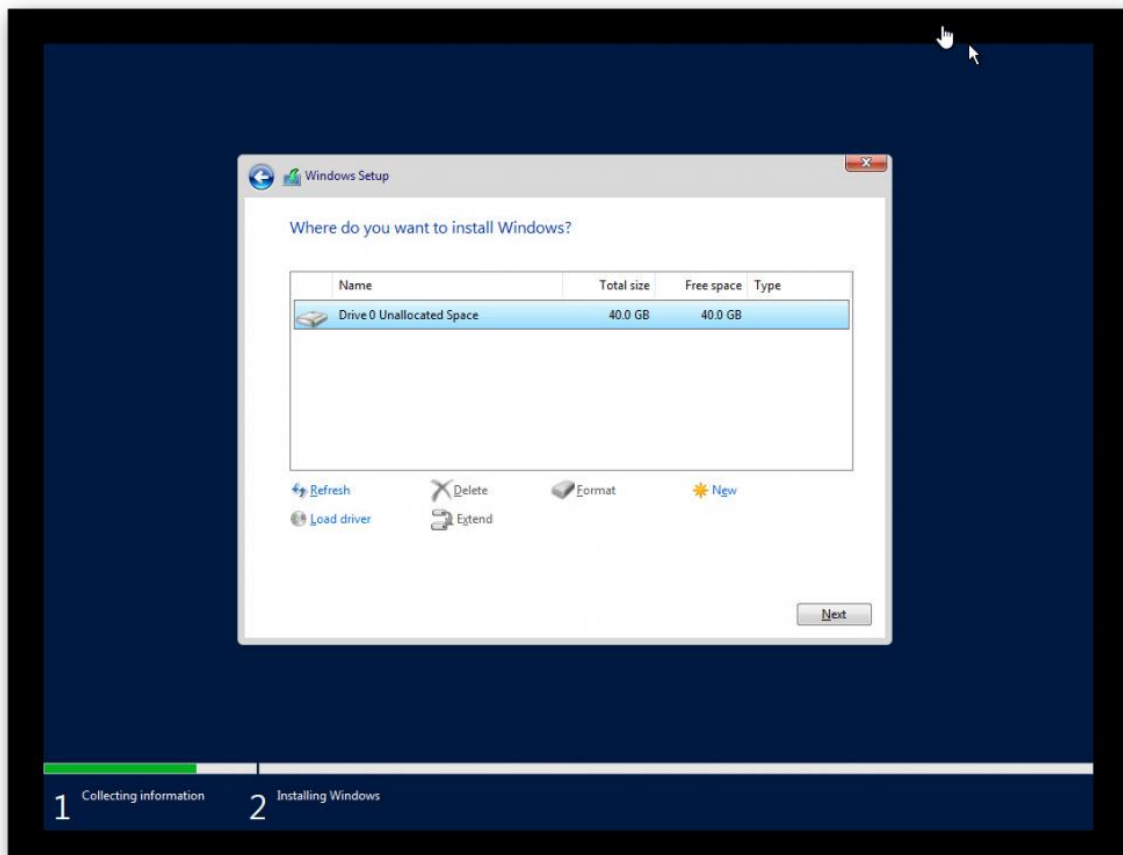 Windows Setup
Where do you want to install Windows?
Name Total size Free space Type
Drive 0 Unallocated Space 40.0 GB 40.0 GB
Refresh Delete Format New
Load driver Extend
Next
1 Collecting information 2 Installing Windows